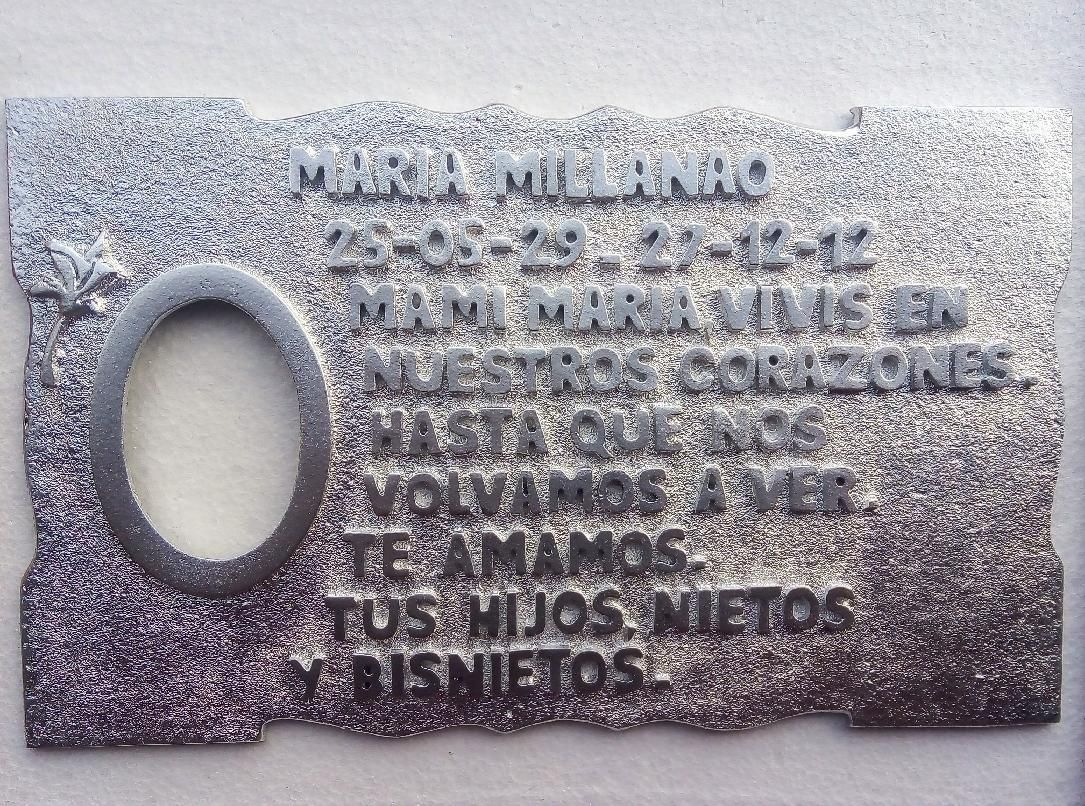 MARIA MILLANAO
25-05-29 _ 27-12-12
MAMI MARIA, VIVIS EN
NUESTROS CORAZONES.
HASTA QUE NOS
VOLVAMOS A VER.
TE AMAMOS.
TUS HIJOS, NIETOS
Y BISNIETOS.-